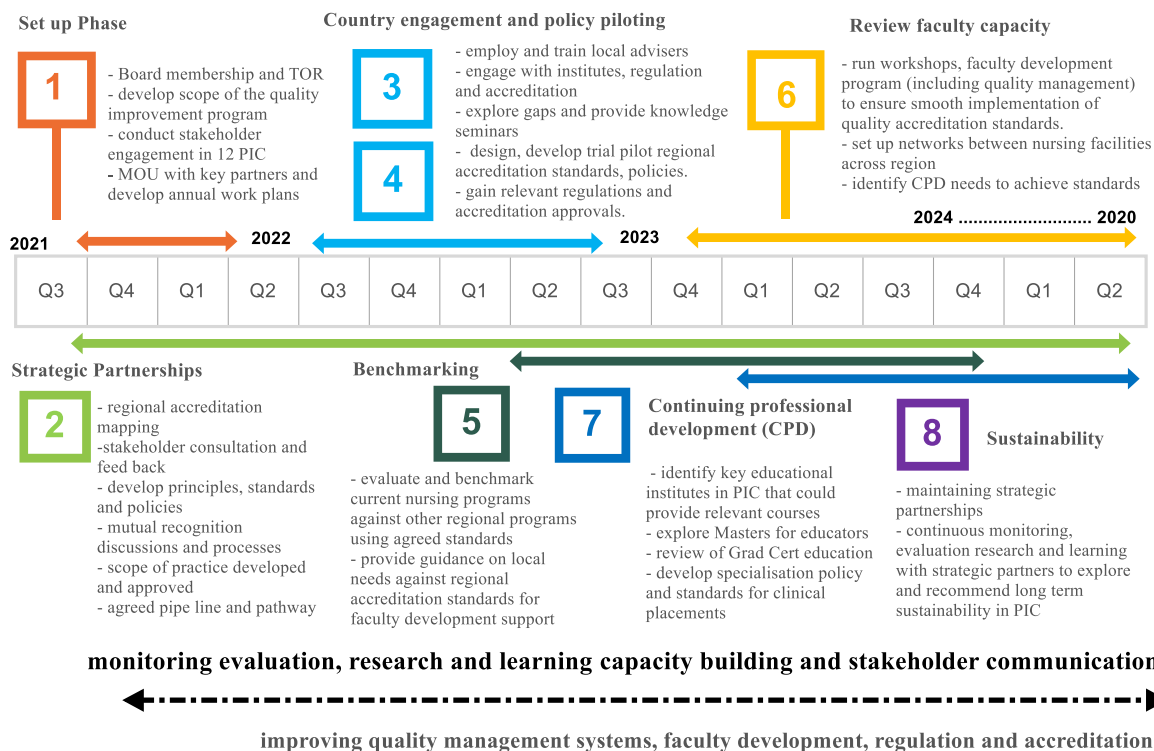 Set up Phase
1
- Board membership and TOR
- develop scope of the quality
improvement program
- conduct stakeholder
engagement in 12 PIC
- MOU with key partners and
develop annual work plans
Country engagement and policy piloting
3
4
- employ and train local advisers
- engage with institutes, regulation
and accreditation
- explore gaps and provide knowledge
seminars
- design, develop trial pilot regional
accreditation standards, policies.
- gain relevant regulations and
accreditation approvals.
Review faculty capacity
6
- run workshops, faculty development
program (including quality management)
to ensure smooth implementation of
quality accreditation standards.
- set up networks between nursing facilities
across region
- identify CPD needs to achieve standards
2021 2022 2023 2024 ............................ 2020
Q3 Q4 Q1 Q2 Q3 Q4 Q1 Q2 Q3 Q4 Q1 Q2 Q3 Q4 Q1 Q2
Strategic Partnerships
2
- regional accreditation
mapping
-stakeholder consultation and
feed back
- develop principles, standards
and policies
- mutual recognition
discussions and processes
- scope of practice developed
and approved
- agreed pipe line and pathway
Benchmarking
5
- evaluate and benchmark
current nursing programs
against other regional programs
using agreed standards
- provide guidance on local
needs against regional
accreditation standards for
faculty development support
7
Continuing professional
development (CPD)
- identify key educational
institutes in PIC that could
provide relevant courses
- explore Masters for educators
- review of Grad Cert education
- develop specialisation policy
and standards for clinical
placements
8
Sustainability
- maintaining strategic
partnerships
- continuous monitoring,
evaluation research and learning
with strategic partners to explore
and recommend long term
sustainability in PIC
monitoring evaluation, research and learning capacity building and stakeholder communication
improving quality management systems, faculty development, regulation and accreditation